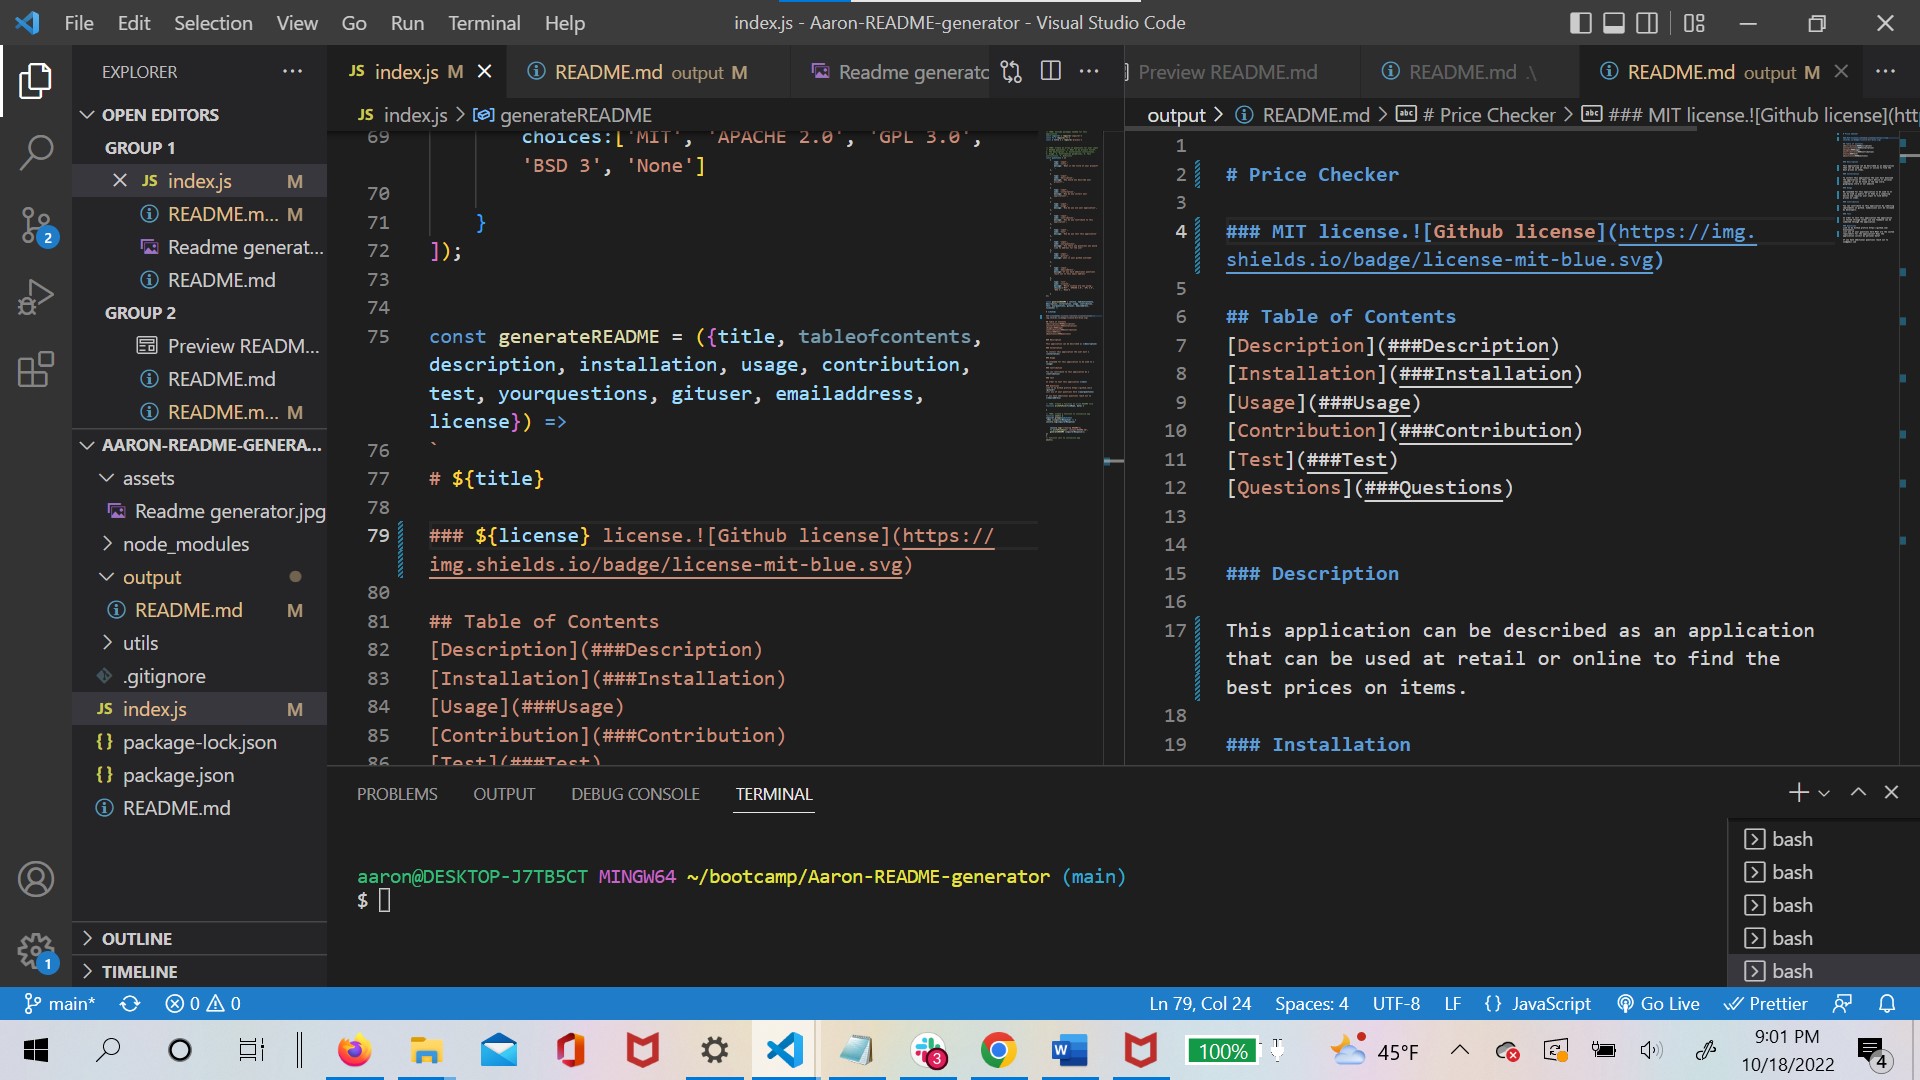 File Edit Selection View Go Run Terminal Help
index.js - Aaron-README-generator - Visual Studio Code
EXPLORER
OPEN EDITORS
GROUP 1
JS index.js M
README.m... M
Readme generat...
README.md
GROUP 2
Preview READM...
README.md
README.m... M
AARON-README-GENERA...
assets
Readme generator.jpg
node_modules
output
README.md M
utils
.gitignore
JS index.js M
{} package-lock.json
{} package.json
README.md
OUTLINE
TIMELINE
2
1
JS index.js M
README.md output M
Readme generato
JS index.js > generateREADME
69 choices:['MIT', 'APACHE 2.0', 'GPL 3.0',
'BSD 3', 'None']
70
71 }
72 ]);
73
74
75 const generateREADME = ({title, tableofcontents,
description, installation, usage, contribution,
test, yourquestions, gituser, emailaddress,
license}) =>
76 `
77 # ${title}
78
79 ### ${license} license.![Github license](https://
img.shields.io/badge/license-mit-blue.svg)
80
81 ## Table of Contents
82 [Description](###Description)
83 [Installation](###Installation)
84 [Usage](###Usage)
85 [Contribution](###Contribution)
86 [Test](###Test)
Preview README.md
README.md .\
README.md output M
output > README.md > # Price Checker > ### MIT license.![Github license](htt
1
2 # Price Checker
3
4 ### MIT license.![Github license](https://img.
shields.io/badge/license-mit-blue.svg)
5
6 ## Table of Contents
7 [Description](###Description)
8 [Installation](###Installation)
9 [Usage](###Usage)
10 [Contribution](###Contribution)
11 [Test](###Test)
12 [Questions](###Questions)
13
14
15 ### Description
16
17 This application can be described as an application
that can be used at retail or online to find the
best prices on items.
18
19 ### Installation
PROBLEMS OUTPUT DEBUG CONSOLE TERMINAL
aaron@DESKTOP-J7TB5CT MINGW64 ~/bootcamp/Aaron-README-generator (main)
$
bash
bash
bash
bash
bash
main* 0 0
Ln 79, Col 24 Spaces: 4 UTF-8 LF {} JavaScript Go Live Prettier
3
100%
45°F
9:01 PM
10/18/2022
4